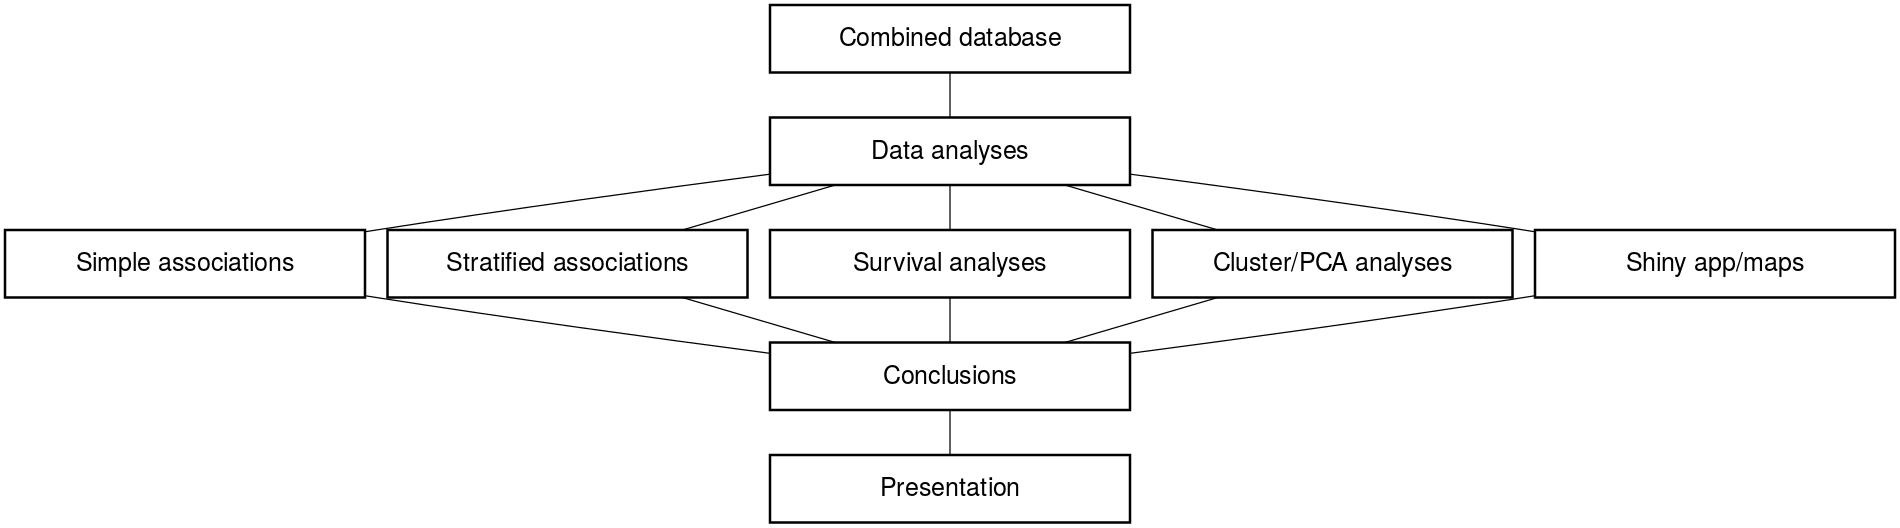 Combined database
Data analyses
Simple associations
Stratified associations
Survival analyses
Cluster/PCA analyses
Shiny app/maps
Conclusions
Presentation